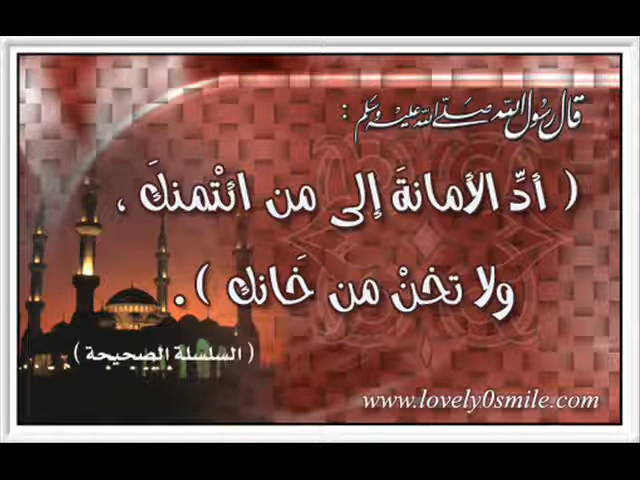 قال رسول الله صلى الله عليه وسلم :
( أدِّ الأمانةَ إلى من ائْتمنكَ ،
ولا تخنْ من خَانكَ ) .
( السلسلة الصحيحة )
www.lovely0smile.com